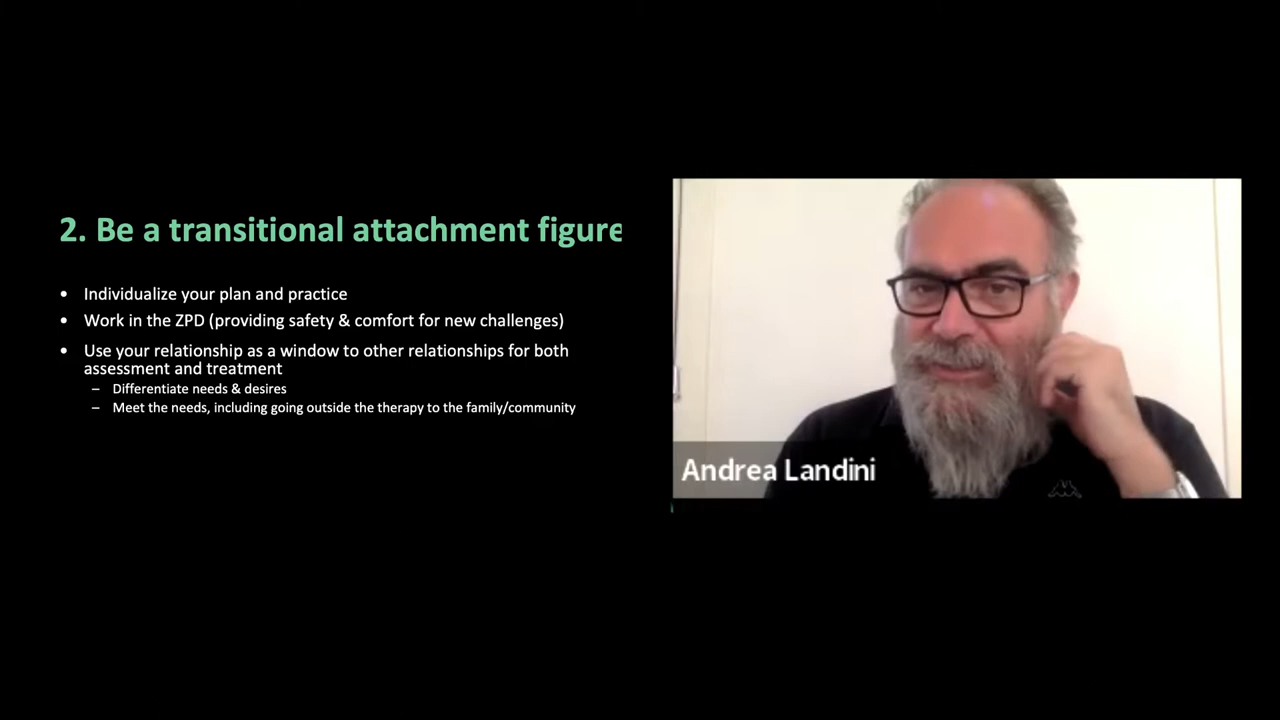 2. Be a transitional attachment figure
• Individualize your plan and practice
• Work in the ZPD (providing safety & comfort for new challenges)
• Use your relationship as a window to other relationships for both
assessment and treatment
– Differentiate needs & desires
– Meet the needs, including going outside the therapy to the family/community
Andrea Landini